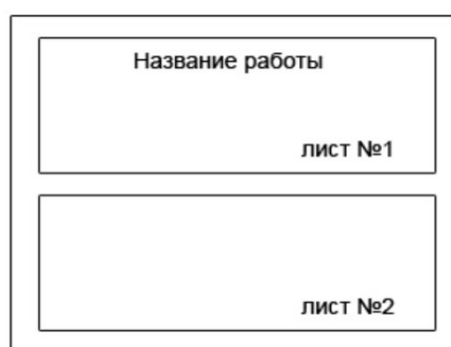 Название работы
лист №1
лист №2